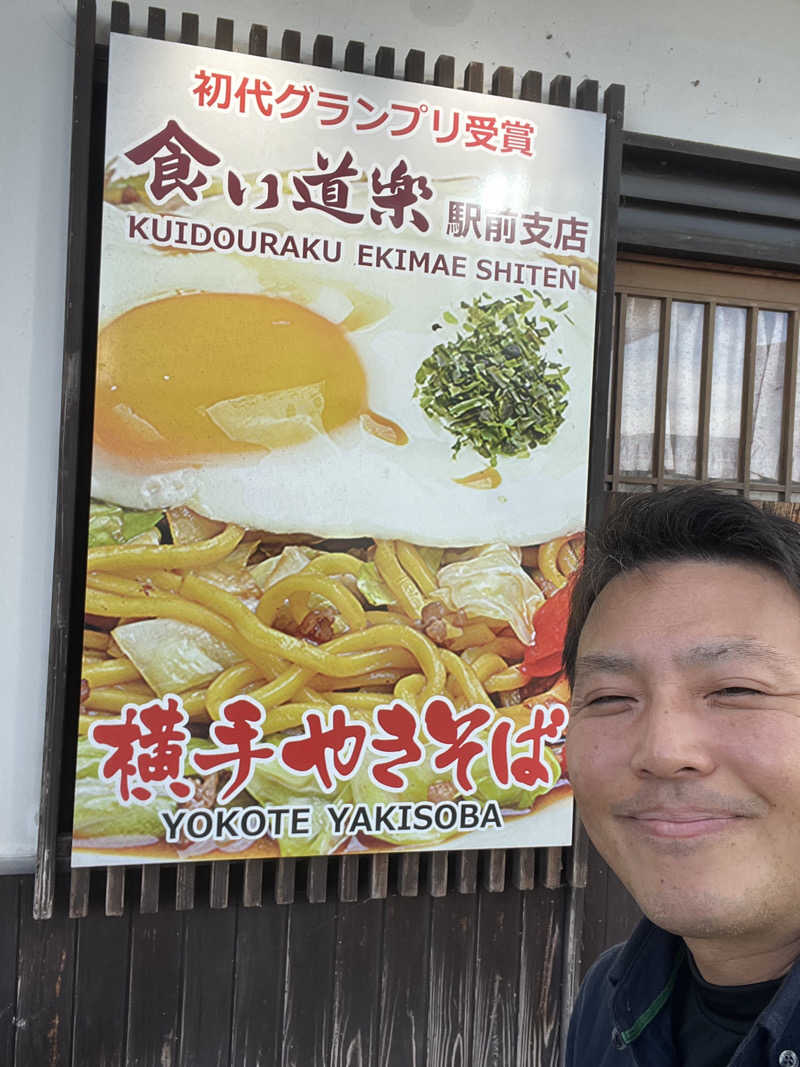 初代グランプリ受賞
食い道楽 駅前支店
KUIDOURAKU EKIMAE SHITEN
横手やきそば
YOKOTE YAKISOBA